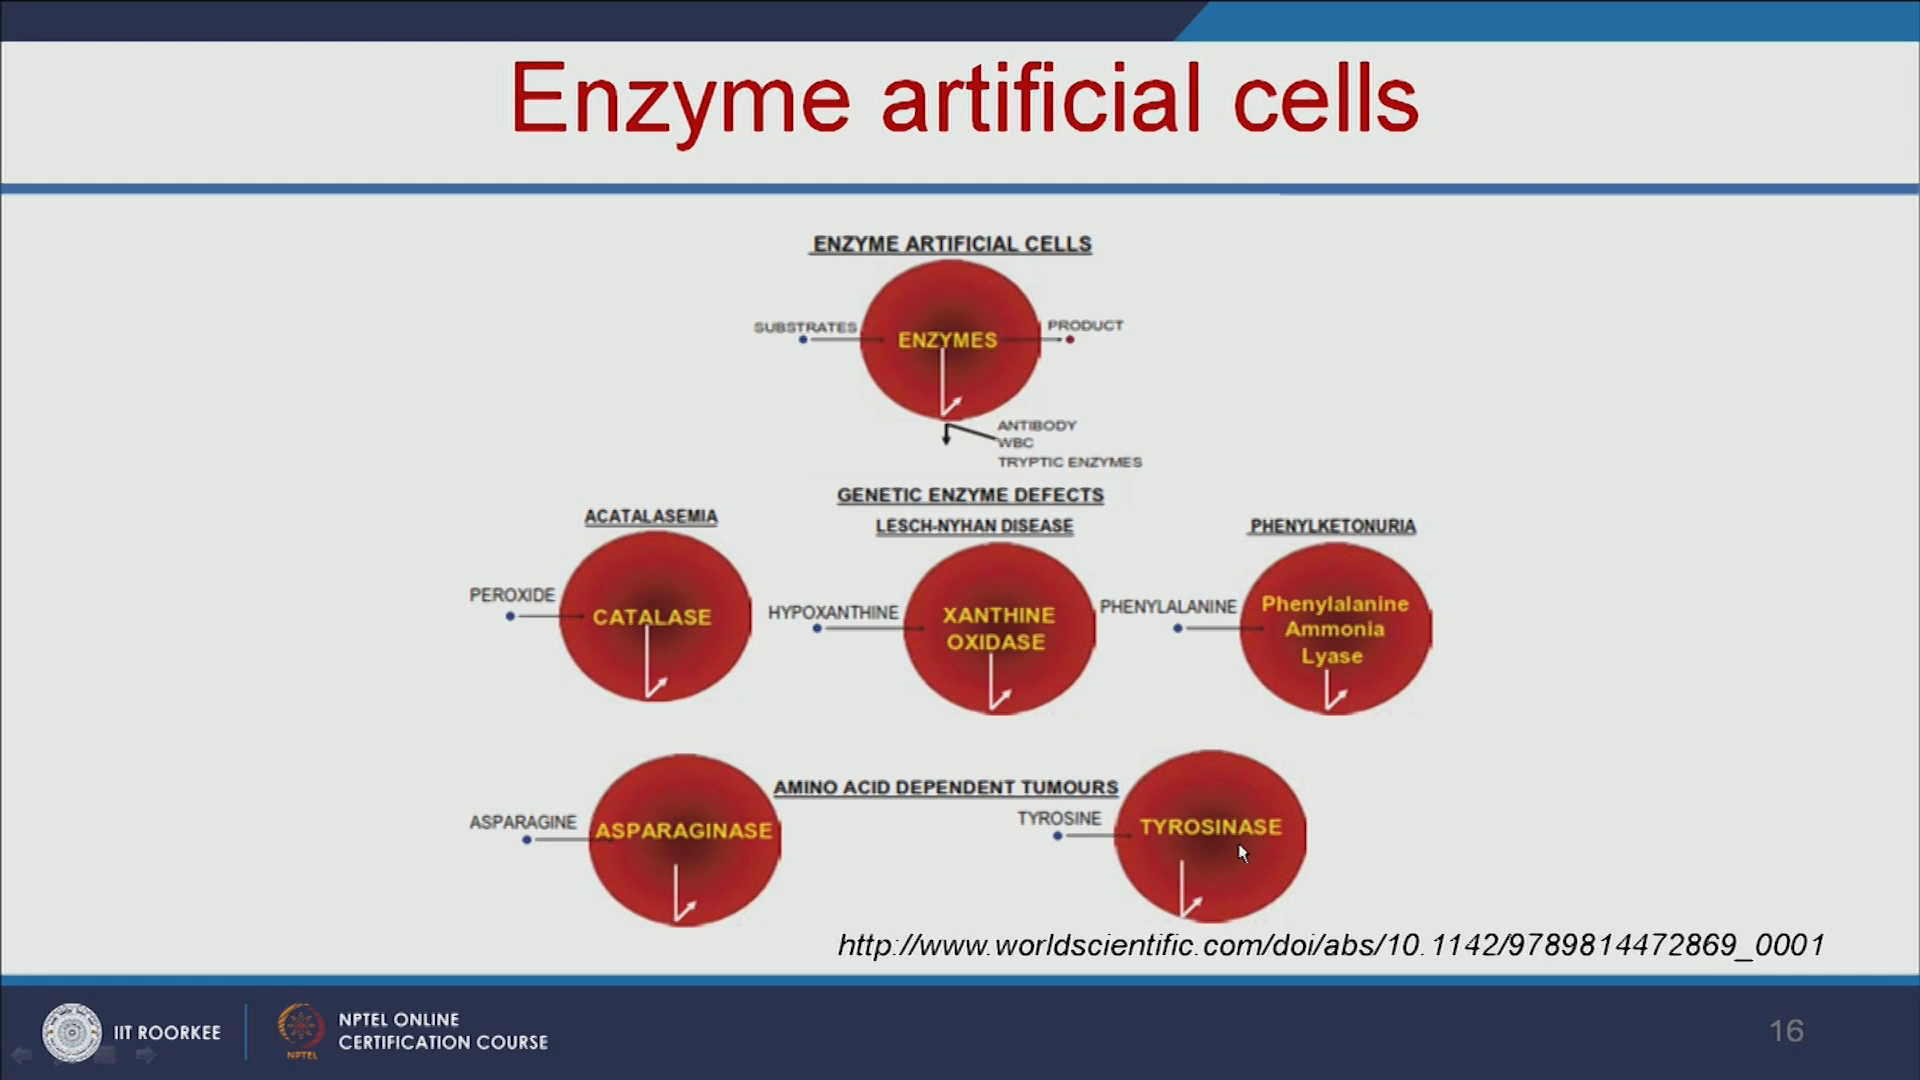 Enzyme artificial cells
ENZYME ARTIFICIAL CELLS
SUBSTRATES
ENZYMES
PRODUCT
ANTIBODY
WBC
TRYPTIC ENZYMES
GENETIC ENZYME DEFECTS
ACATALASEMIA
LESCH-NYHAN DISEASE
PHENYLKETONURIA
PEROXIDE
CATALASE
HYPOXANTHINE
XANTHINE
OXIDASE
PHENYLALANINE
Phenylalanine
Ammonia
Lyase
AMINO ACID DEPENDENT TUMOURS
ASPARAGINE
ASPARAGINASE
TYROSINE
TYROSINASE
http://www.worldscientific.com/doi/abs/10.1142/9789814472869_0001
IIT ROORKEE
NPTEL
NPTEL ONLINE
CERTIFICATION COURSE
16